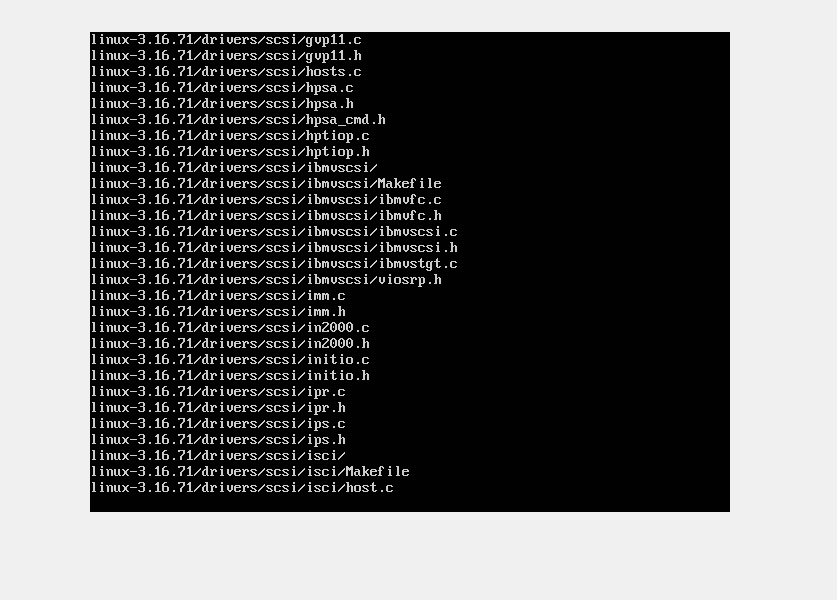 linux-3.16.71/drivers/scsi/gvp11.c
linux-3.16.71/drivers/scsi/gvp11.h
linux-3.16.71/drivers/scsi/hosts.c
linux-3.16.71/drivers/scsi/hpsa.c
linux-3.16.71/drivers/scsi/hpsa.h
linux-3.16.71/drivers/scsi/hpsa_cmd.h
linux-3.16.71/drivers/scsi/hptiop.c
linux-3.16.71/drivers/scsi/hptiop.h
linux-3.16.71/drivers/scsi/ibmvscsi/
linux-3.16.71/drivers/scsi/ibmvscsi/Makefile
linux-3.16.71/drivers/scsi/ibmvscsi/ibmvfc.c
linux-3.16.71/drivers/scsi/ibmvscsi/ibmvfc.h
linux-3.16.71/drivers/scsi/ibmvscsi/ibmvscsi.c
linux-3.16.71/drivers/scsi/ibmvscsi/ibmvscsi.h
linux-3.16.71/drivers/scsi/ibmvscsi/ibmvstgt.c
linux-3.16.71/drivers/scsi/ibmvscsi/viosrp.h
linux-3.16.71/drivers/scsi/imm.c
linux-3.16.71/drivers/scsi/imm.h
linux-3.16.71/drivers/scsi/in2000.c
linux-3.16.71/drivers/scsi/in2000.h
linux-3.16.71/drivers/scsi/initio.c
linux-3.16.71/drivers/scsi/initio.h
linux-3.16.71/drivers/scsi/ipr.c
linux-3.16.71/drivers/scsi/ipr.h
linux-3.16.71/drivers/scsi/ips.c
linux-3.16.71/drivers/scsi/ips.h
linux-3.16.71/drivers/scsi/isci/
linux-3.16.71/drivers/scsi/isci/Makefile
linux-3.16.71/drivers/scsi/isci/host.c